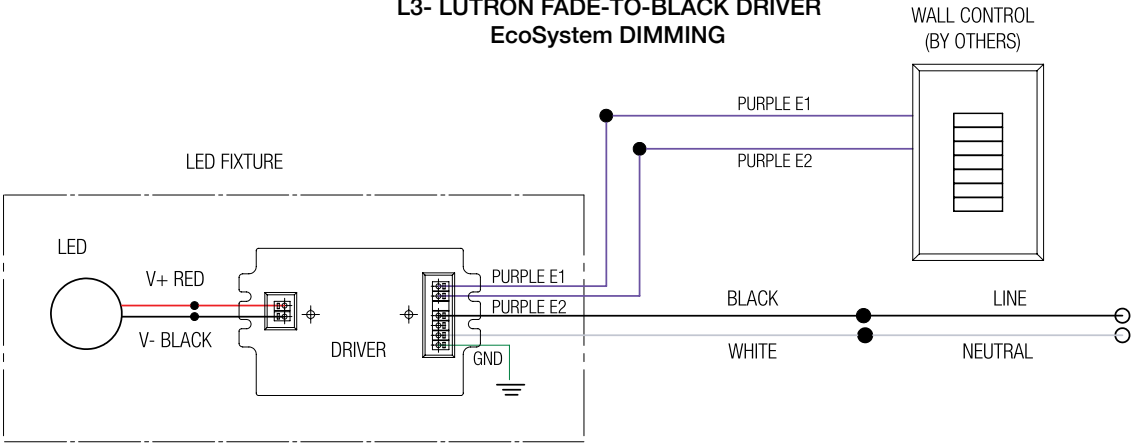 L3- LUTRON FADE-TO-BLACK DRIVER
EcoSystem DIMMING
WALL CONTROL
(BY OTHERS)
PURPLE E1
PURPLE E2
LED FIXTURE
LED
V+ RED
V- BLACK
DRIVER
PURPLE E1
PURPLE E2
GND
BLACK
LINE
WHITE
NEUTRAL